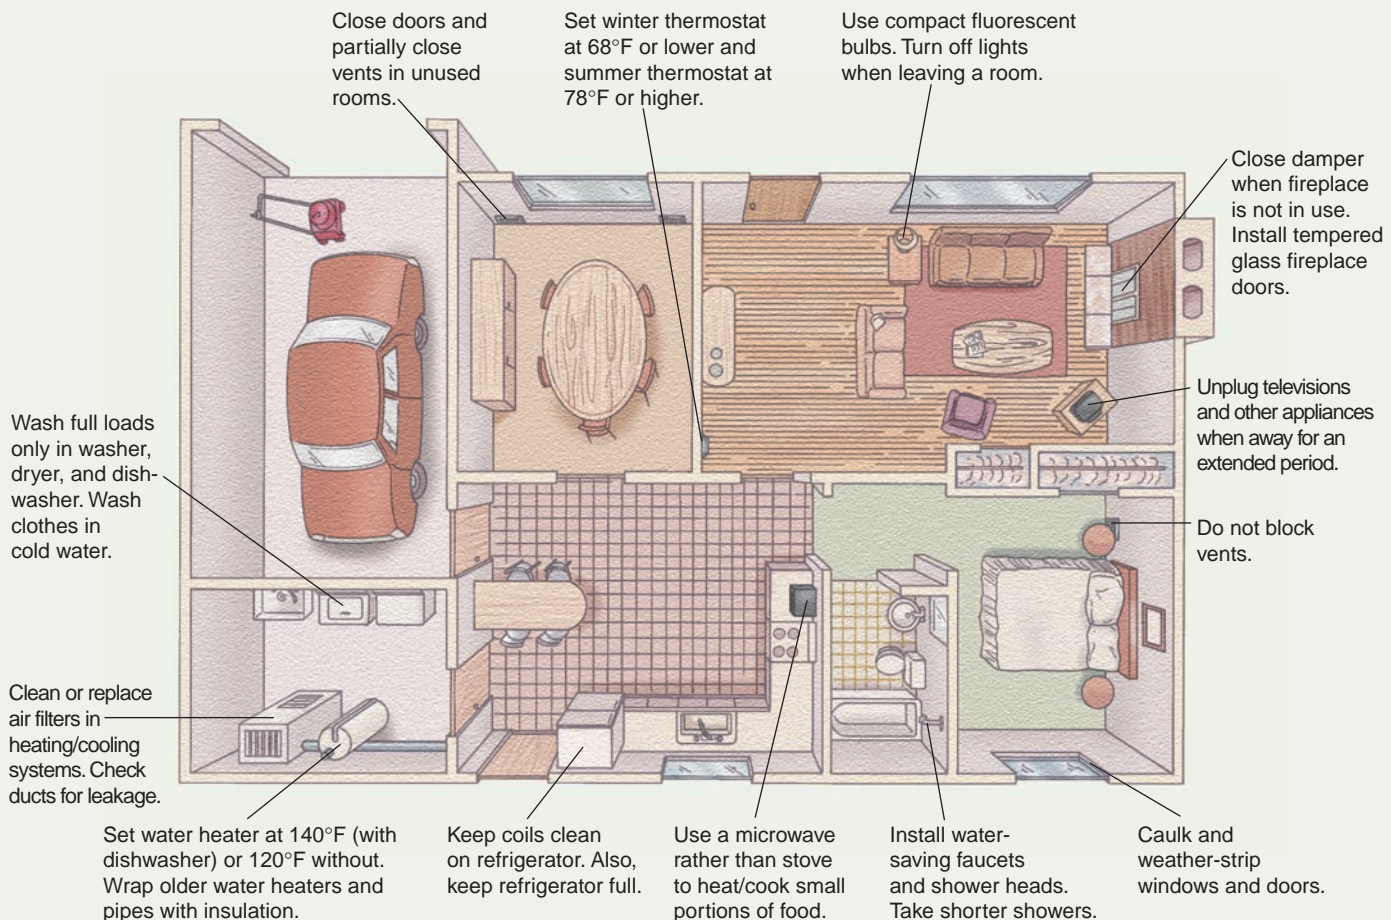 Close doors and
partially close
vents in unused
rooms.
Set winter thermostat
at 68°F or lower and
summer thermostat at
78°F or higher.
Use compact fluorescent
bulbs. Turn off lights
when leaving a room.
Close damper
when fireplace
is not in use.
Install tempered
glass fireplace
doors.
Unplug televisions
and other appliances
when away for an
extended period.
Do not block
vents.
Wash full loads
only in washer,
dryer, and dish-
washer. Wash
clothes in
cold water.
Clean or replace
air filters in
heating/cooling
systems. Check
ducts for leakage.
Set water heater at 140°F (with
dishwasher) or 120°F without.
Wrap older water heaters and
pipes with insulation.
Keep coils clean
on refrigerator. Also,
keep refrigerator full.
Use a microwave
rather than stove
to heat/cook small
portions of food.
Install water-
saving faucets
and shower heads.
Take shorter showers.
Caulk and
weather-strip
windows and doors.